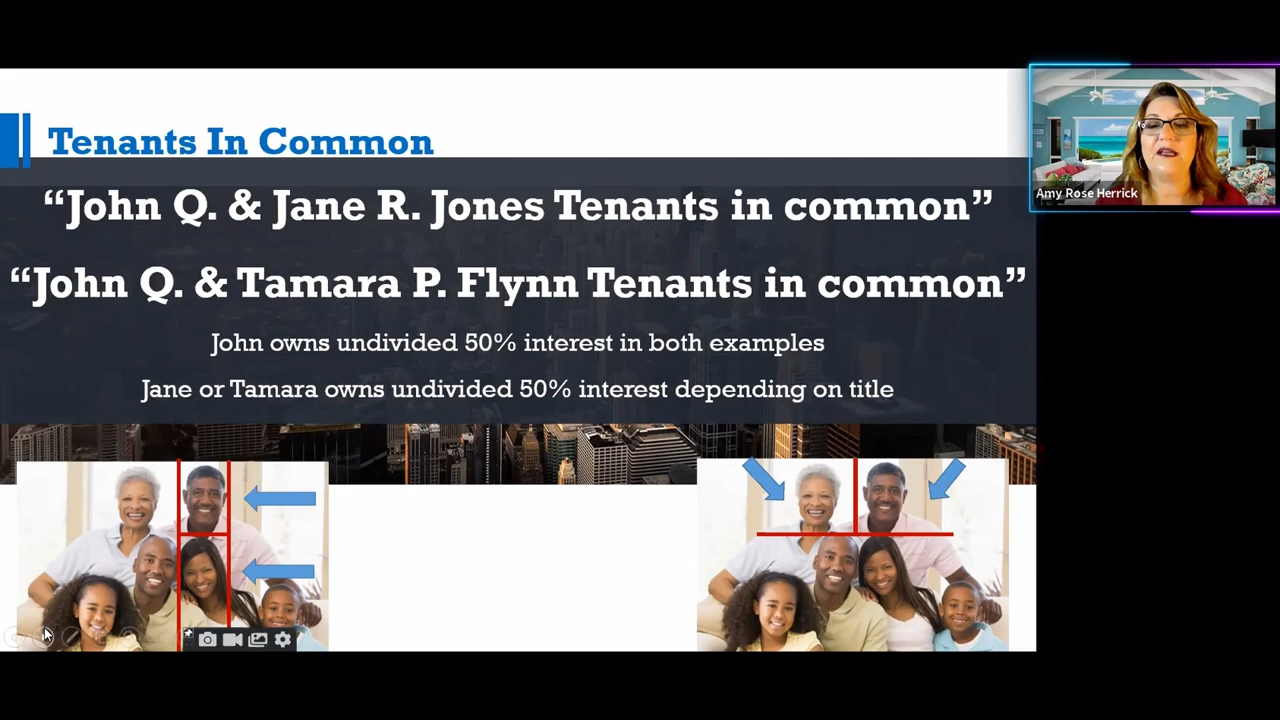 Tenants In Common
“John Q. & Jane R. Jones Tenants in common”
“John Q. & Tamara P. Flynn Tenants in common”
John owns undivided 50% interest in both examples
Jane or Tamara owns undivided 50% interest depending on title
Amy Rose Herrick